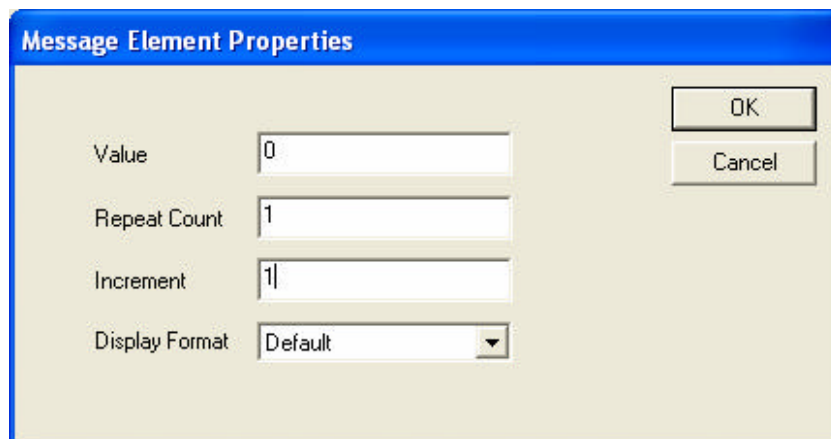 Message Element Properties
OK
Value 0
Cancel
Repeat Count 1
Increment 1
Display Format Default